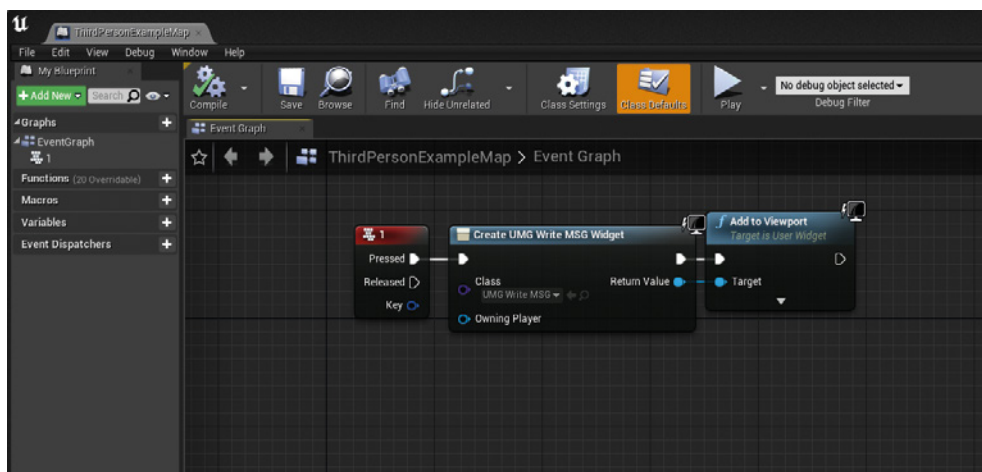 ThirdPersonExampleMap
File Edit View Debug Window Help
My Blueprint
+ Add New Search
Compile Save Browse Find Hide Unrelated Class Settings Class Defaults Play No debug object selected
Debug Filter
Graphs
EventGraph
1
Functions (20 Overridable)
Macros
Variables
Event Dispatchers
Event Graph
ThirdPersonExampleMap > Event Graph
1
Pressed
Released
Key
Create UMG Write MSG Widget
Class
UMG Write MSG
Return Value
Owning Player
Add to Viewport
Target is User Widget
Target